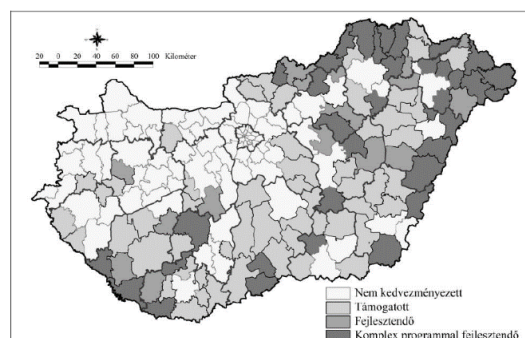 20 0 20 40 60 80 100 Kilométer
Nem kedvezményezett
Támogatott
Fejlesztendő
Komplex programmal fejlesztendő